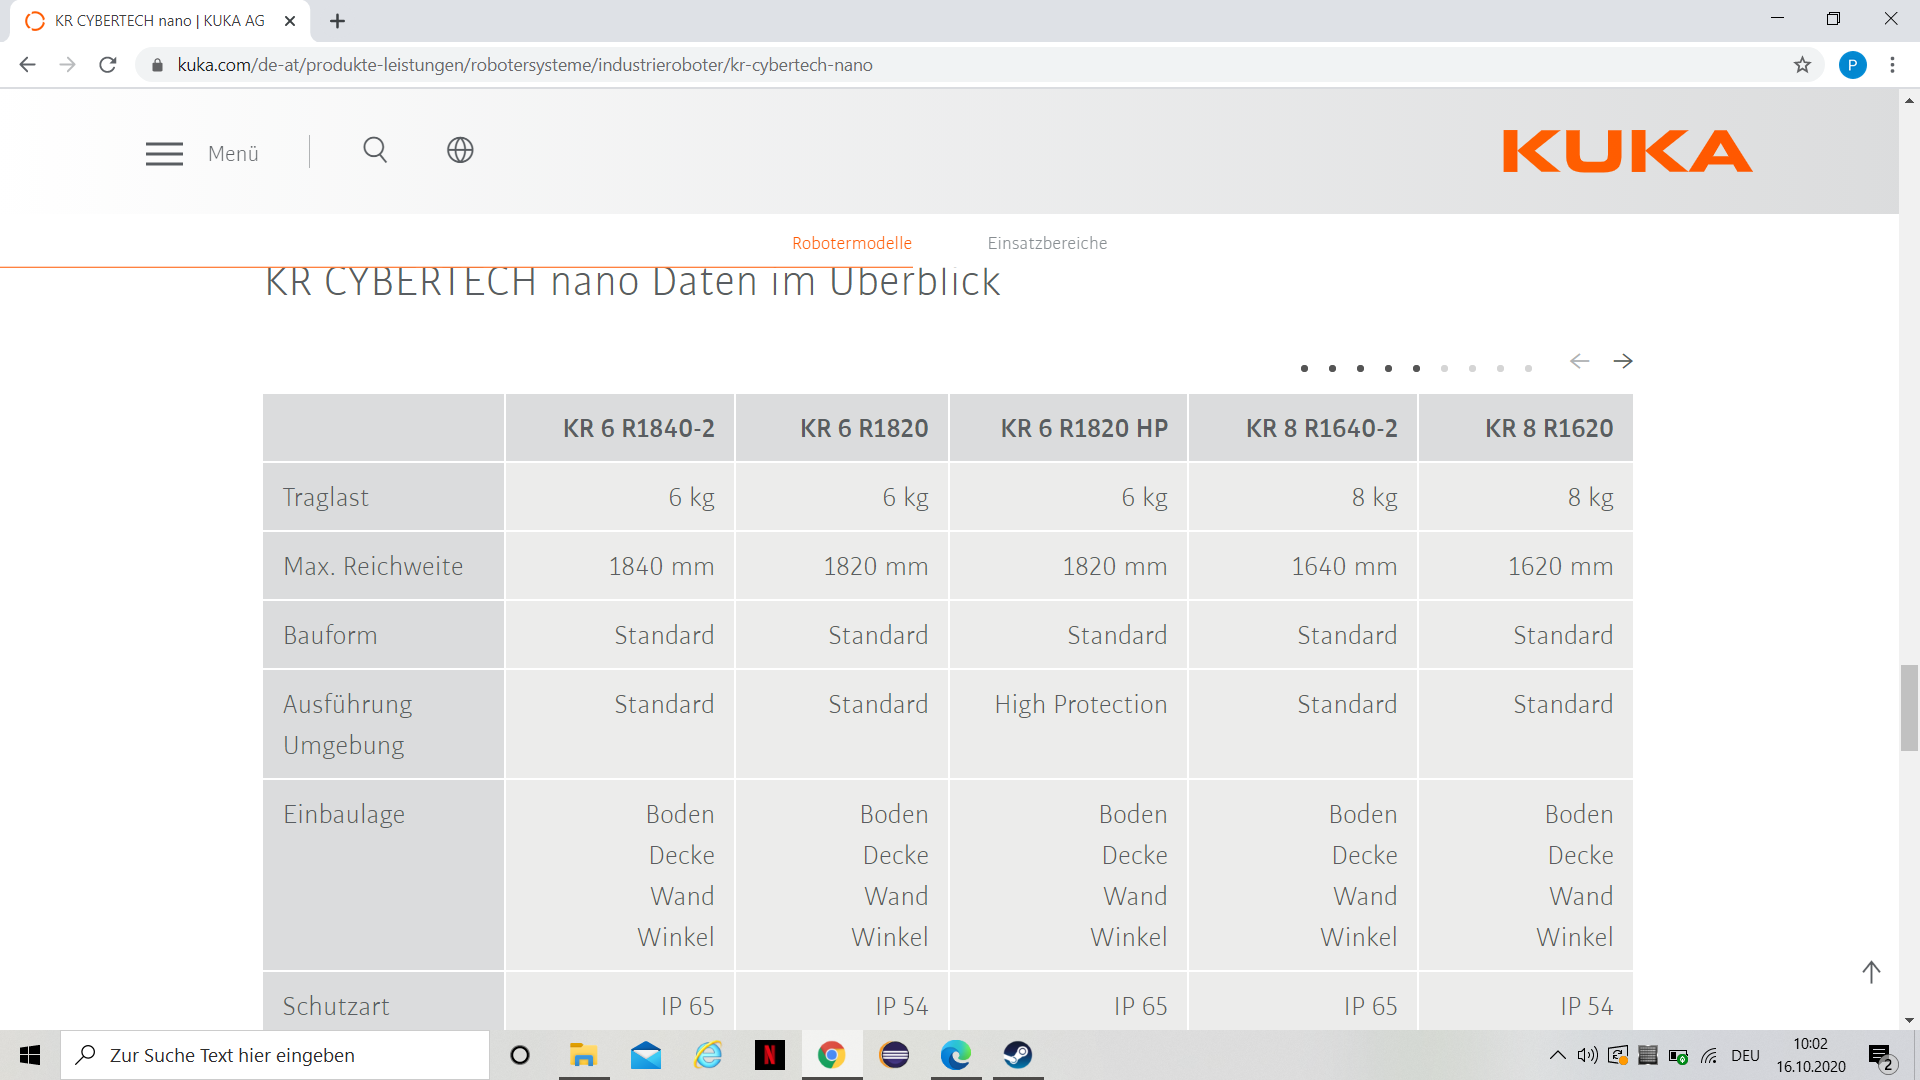 KR CYBERTECH nano | KUKA AG
kuka.com/de-at/produkte-leistungen/robotersysteme/industrieroboter/kr-cybertech-nano
P
Menü
KUKA
Robotermodelle Einsatzbereiche
KR CYBERTECH nano Daten im Überblick
KR 6 R1840-2 KR 6 R1820 KR 6 R1820 HP KR 8 R1640-2 KR 8 R1620
Traglast 6 kg 6 kg 6 kg 8 kg 8 kg
Max. Reichweite 1840 mm 1820 mm 1820 mm 1640 mm 1620 mm
Bauform Standard Standard Standard Standard Standard
Ausführung Standard Standard High Protection Standard Standard
Umgebung
Einbaulage Boden Boden Boden Boden Boden
Decke Decke Decke Decke Decke
Wand Wand Wand Wand Wand
Winkel Winkel Winkel Winkel Winkel
Schutzart IP 65 IP 54 IP 65 IP 65 IP 54
Zur Suche Text hier eingeben
N
DEU
10:02
16.10.2020
2